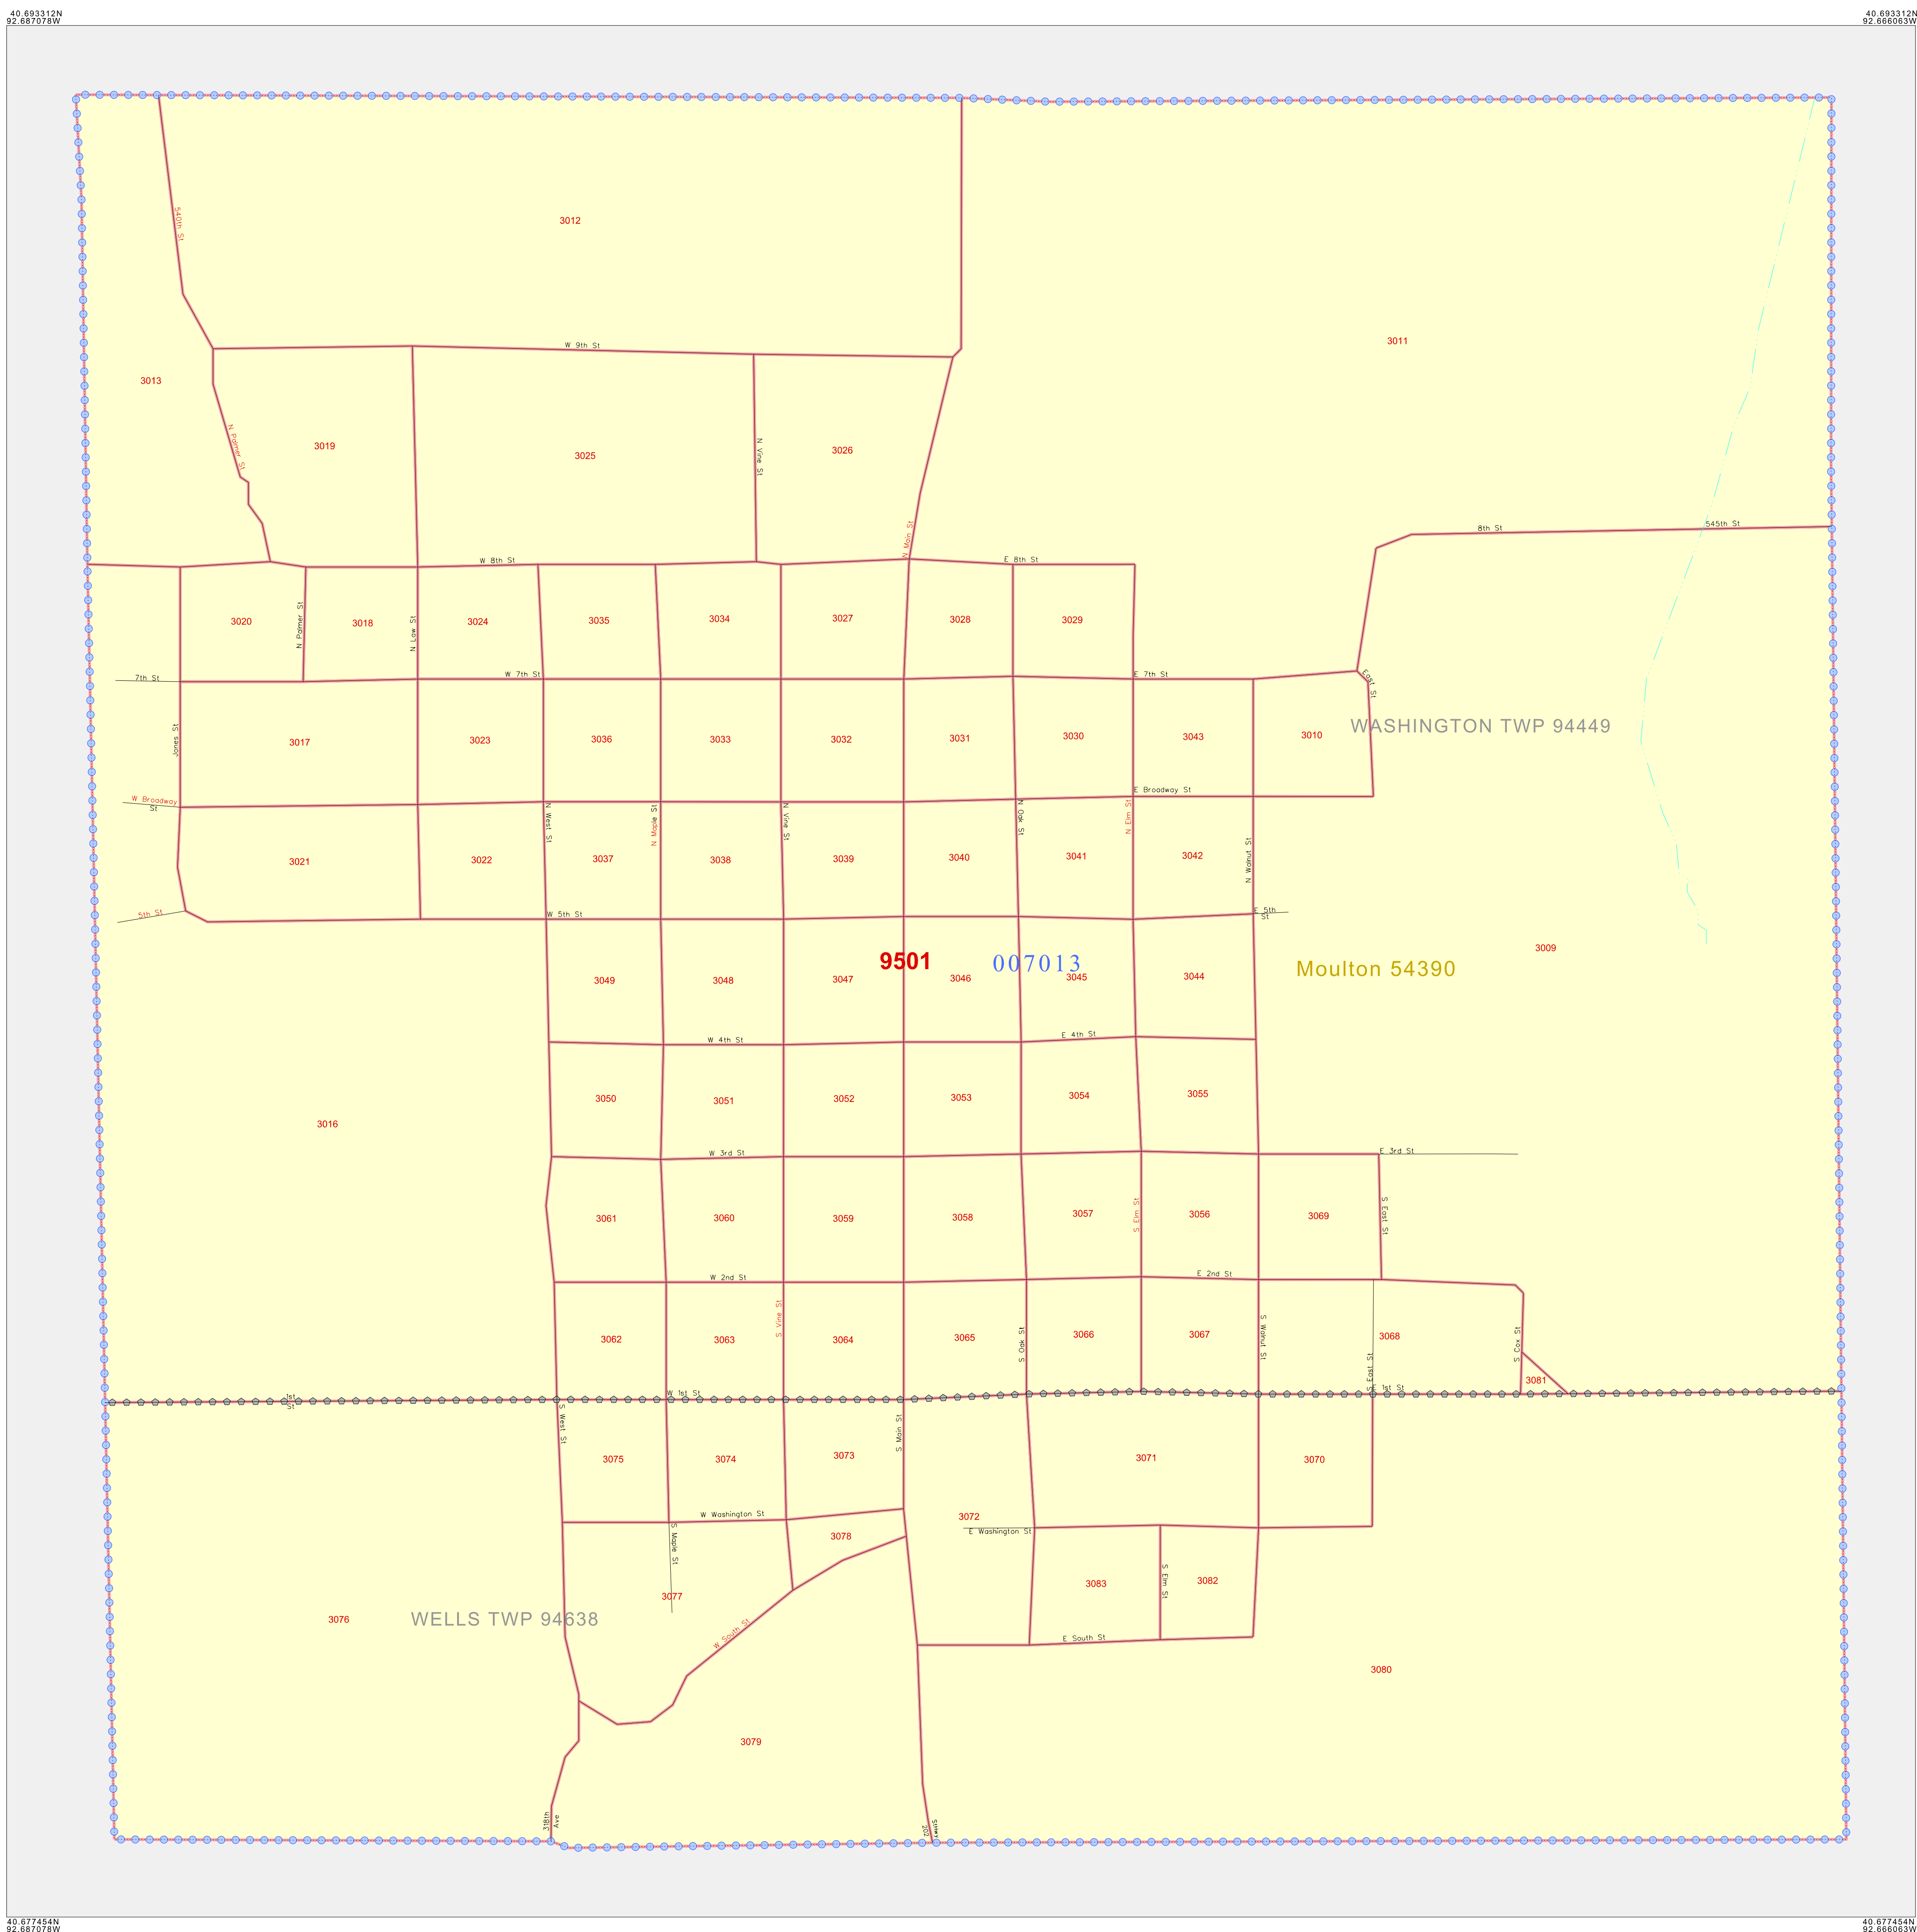 40.693312N
92.687078W
40.693312N
92.666063W
540th St
3012
3011
W 9th St
3013
N Palmer St
3019
3025
N Vine St
3026
N Main St
8th St
545th St
W 8th St
E 8th St
3020
N Palmer St
3018
N Law St
3024
3035
3034
3027
3028
3029
7th St
W 7th St
E 7th St
East St
Jones St
3017
3023
3036
3033
3032
3031
3030
3043
3010
WASHINGTON TWP 94449
W Broadway
St
E Broadway St
N West St
N Maple St
N Vine St
N Oak St
N Elm St
N Walnut St
3021
3022
3037
3038
3039
3040
3041
3042
5th St
W 5th St
E 5th
St
9501
007013
Moulton 54390
3009
3049
3048
3047
3046
3045
3044
W 4th St
E 4th St
3016
3050
3051
3052
3053
3054
3055
W 3rd St
E 3rd St
3061
3060
3059
3058
3057
S Elm St
3056
3069
S East St
W 2nd St
E 2nd St
3062
3063
S Vine St
3064
3065
S Oak St
3066
3067
S Walnut St
S East St
3068
S Cox St
3081
1st
St
W 1st St
1st St
S West St
3075
3074
3073
S Main St
3071
3070
W Washington St
3072
E Washington St
S Maple St
3078
3077
3083
S Elm St
3082
3076
WELLS TWP 94638
W South St
E South St
3080
3079
318th
Ave
202
Sthwy
40.677454N
92.687078W
40.677454N
92.666063W